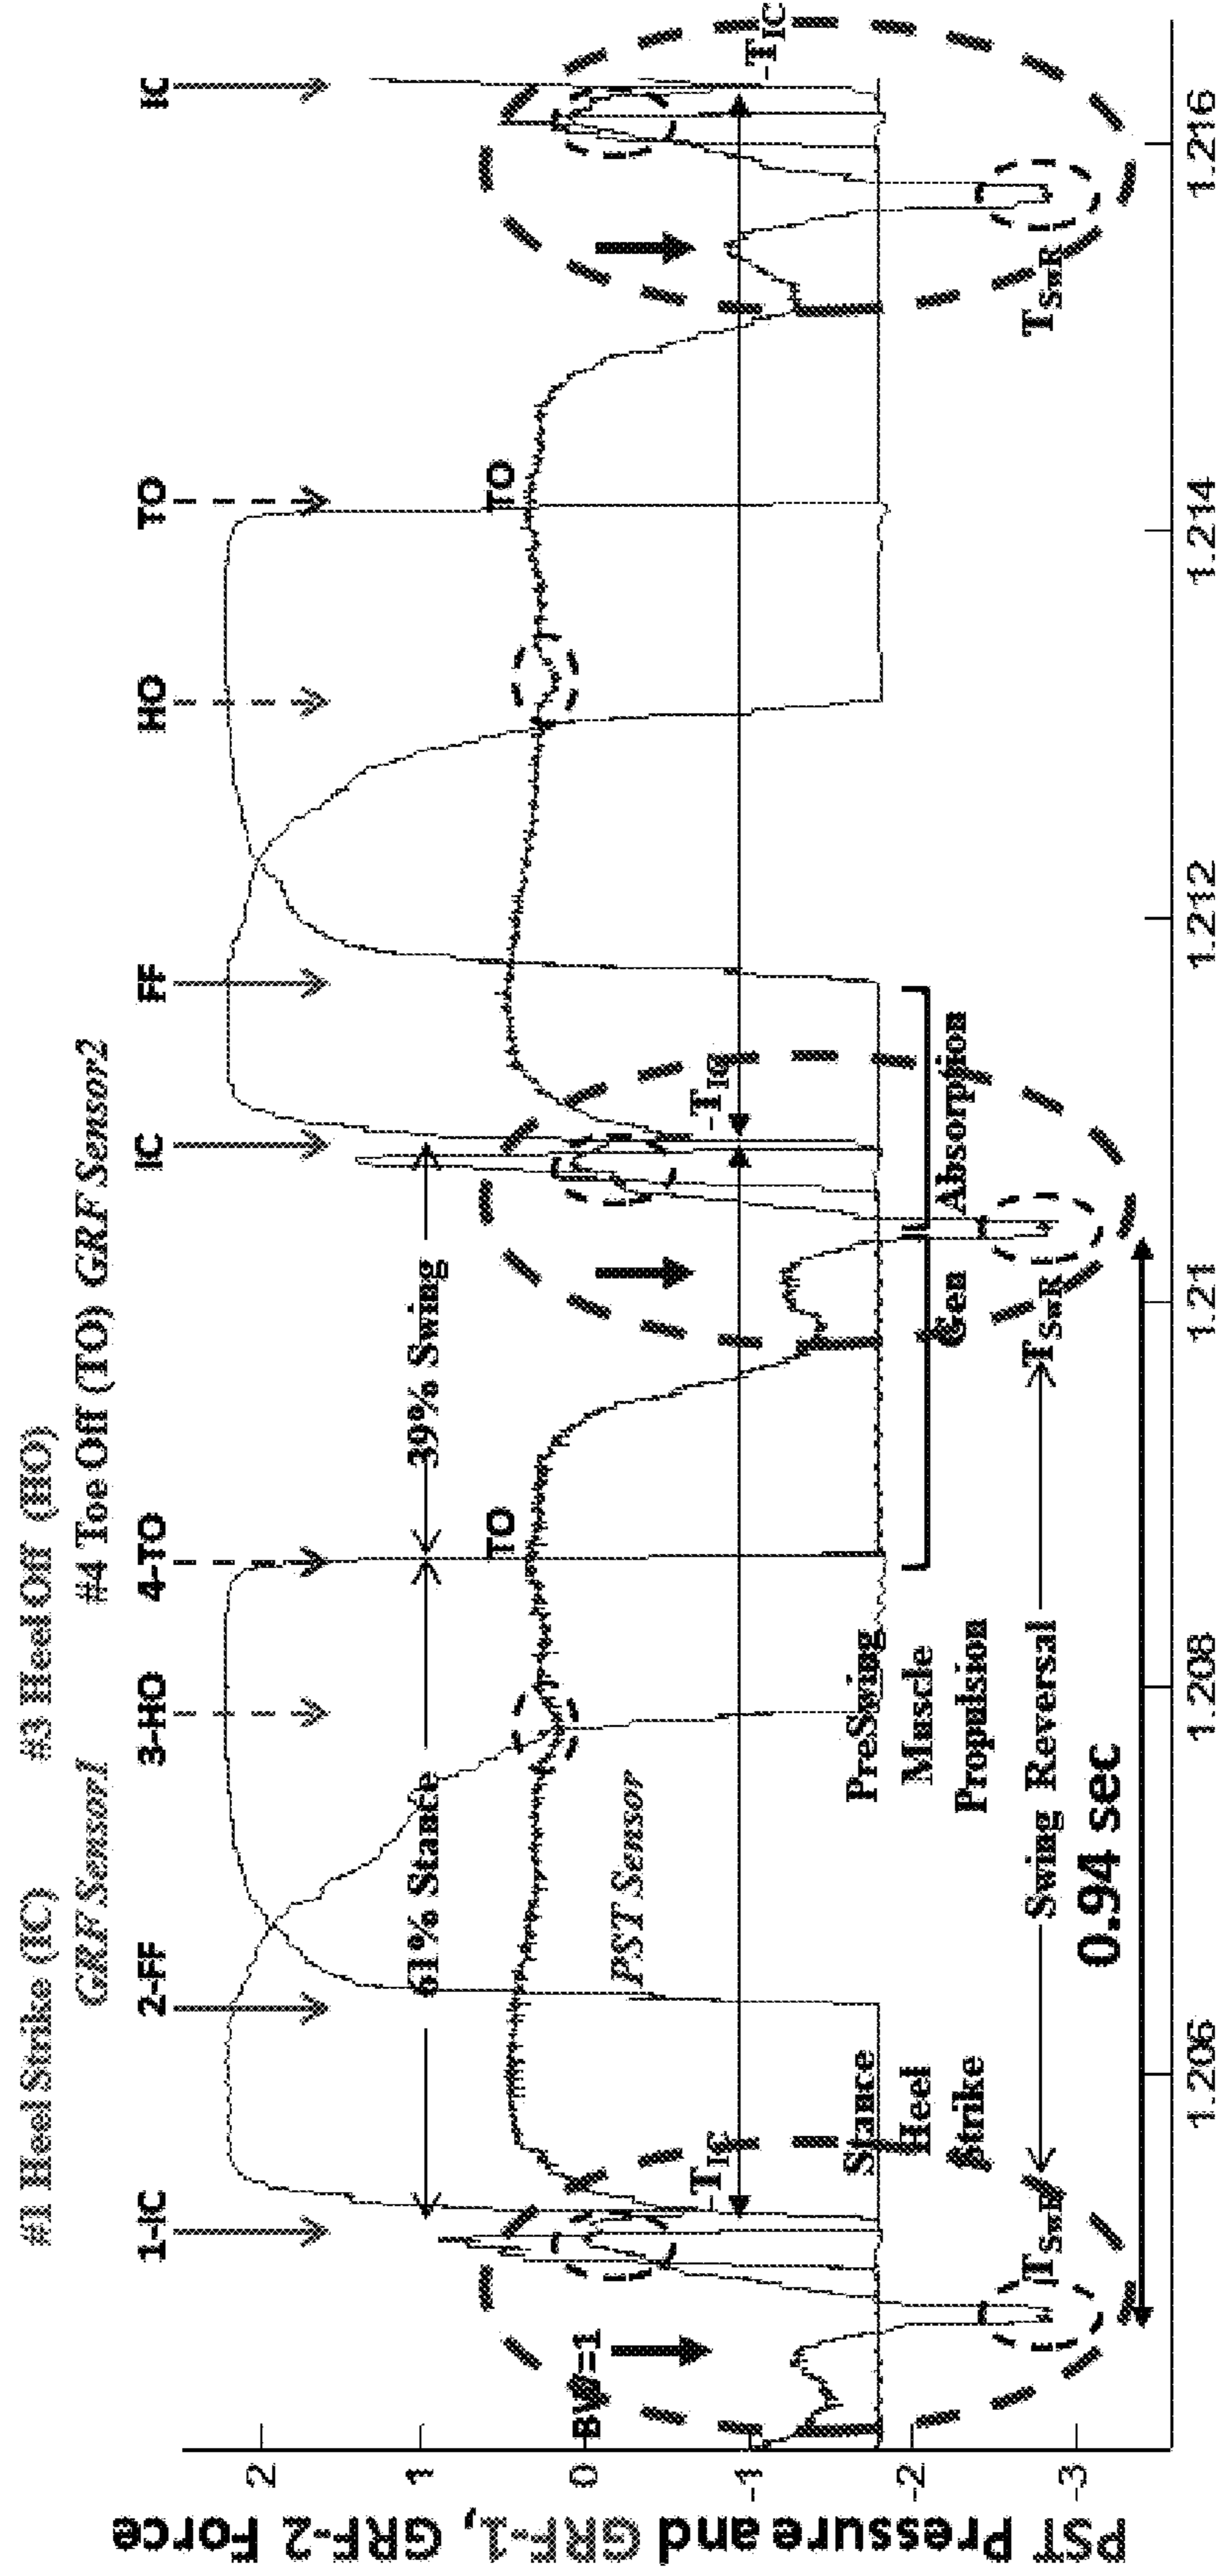 #1 Heel Strike (IC) #3 Heel Off (HO)
GRF Sensor1 #4 Toe Off (TO) GRF Sensor2
1-IC 2-FF 3-HO 4-TO IC FF HO TO IC
PST Pressure and GRF-1, GRF-2 Force
2
1
0
-1
-2
-3
61% Stance 39% Swing
BW=1
TO
TO
PST Sensor
-TIC
-TIC
-TIC
Stance
Heel
Strike
PreSwing
Muscle
Propulsion
Gen
Absorption
TSwR
Swing Reversal
TSwR
TSwR
0.94 sec
1.206 1.208 1.21 1.212 1.214 1.216